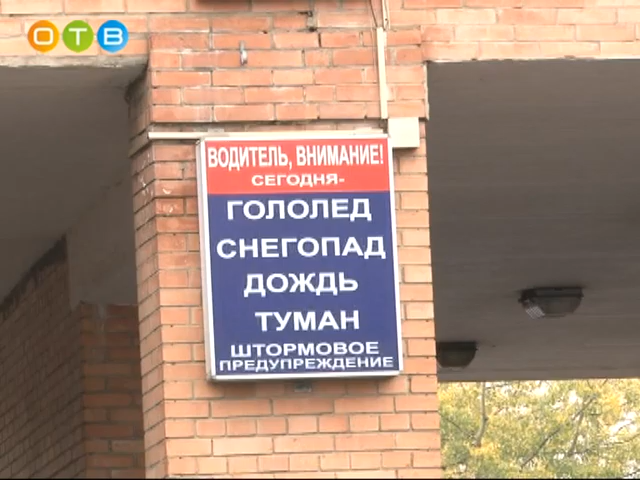 ОТВ
ВОДИТЕЛЬ, ВНИМАНИЕ!
СЕГОДНЯ-
ГОЛОЛЕД
СНЕГОПАД
ДОЖДЬ
ТУМАН
ШТОРМОВОЕ
ПРЕДУПРЕЖДЕНИЕ